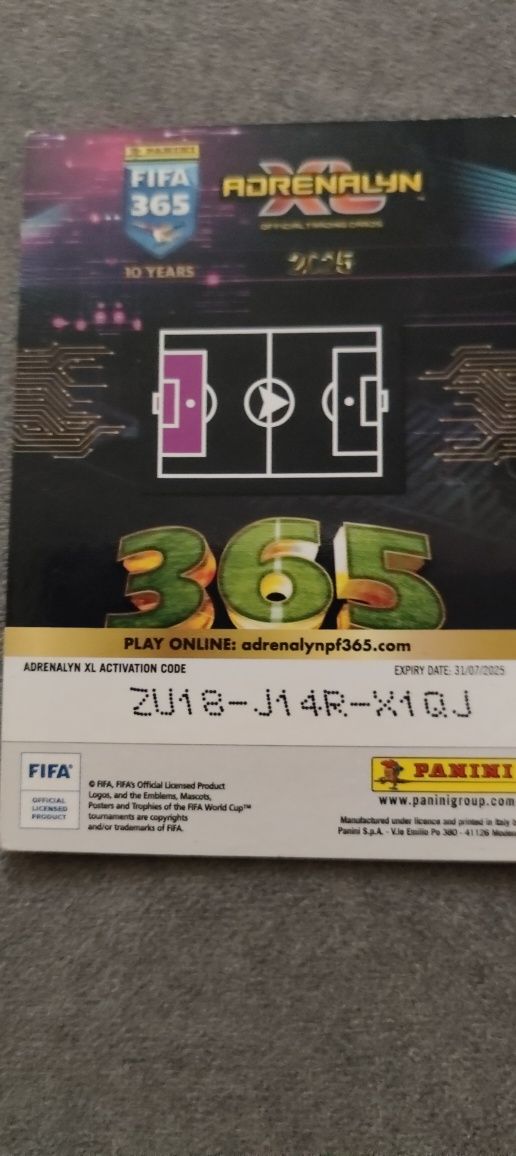 PANINI
FIFA
365
10 YEARS
ADRENALYN
XL™
OFFICIAL TRADING CARDS
2025
365
PLAY ONLINE: adrenalynpf365.com
ADRENALYN XL ACTIVATION CODE
EXPIRY DATE: 31/07/2025
ZU18-J14R-X1QJ
FIFA®
OFFICIAL
LICENSED
PRODUCT
© FIFA, FIFA's Official Licensed Product
Logos, and the Emblems, Mascots,
Posters and Trophies of the FIFA World Cup™
tournaments are copyrights
and/or trademarks of FIFA.
PANINI
www.paninigroup.com
Manufactured under licence and printed in Italy
Panini S.p.A. - V.le Emilio Po 380 - 41126